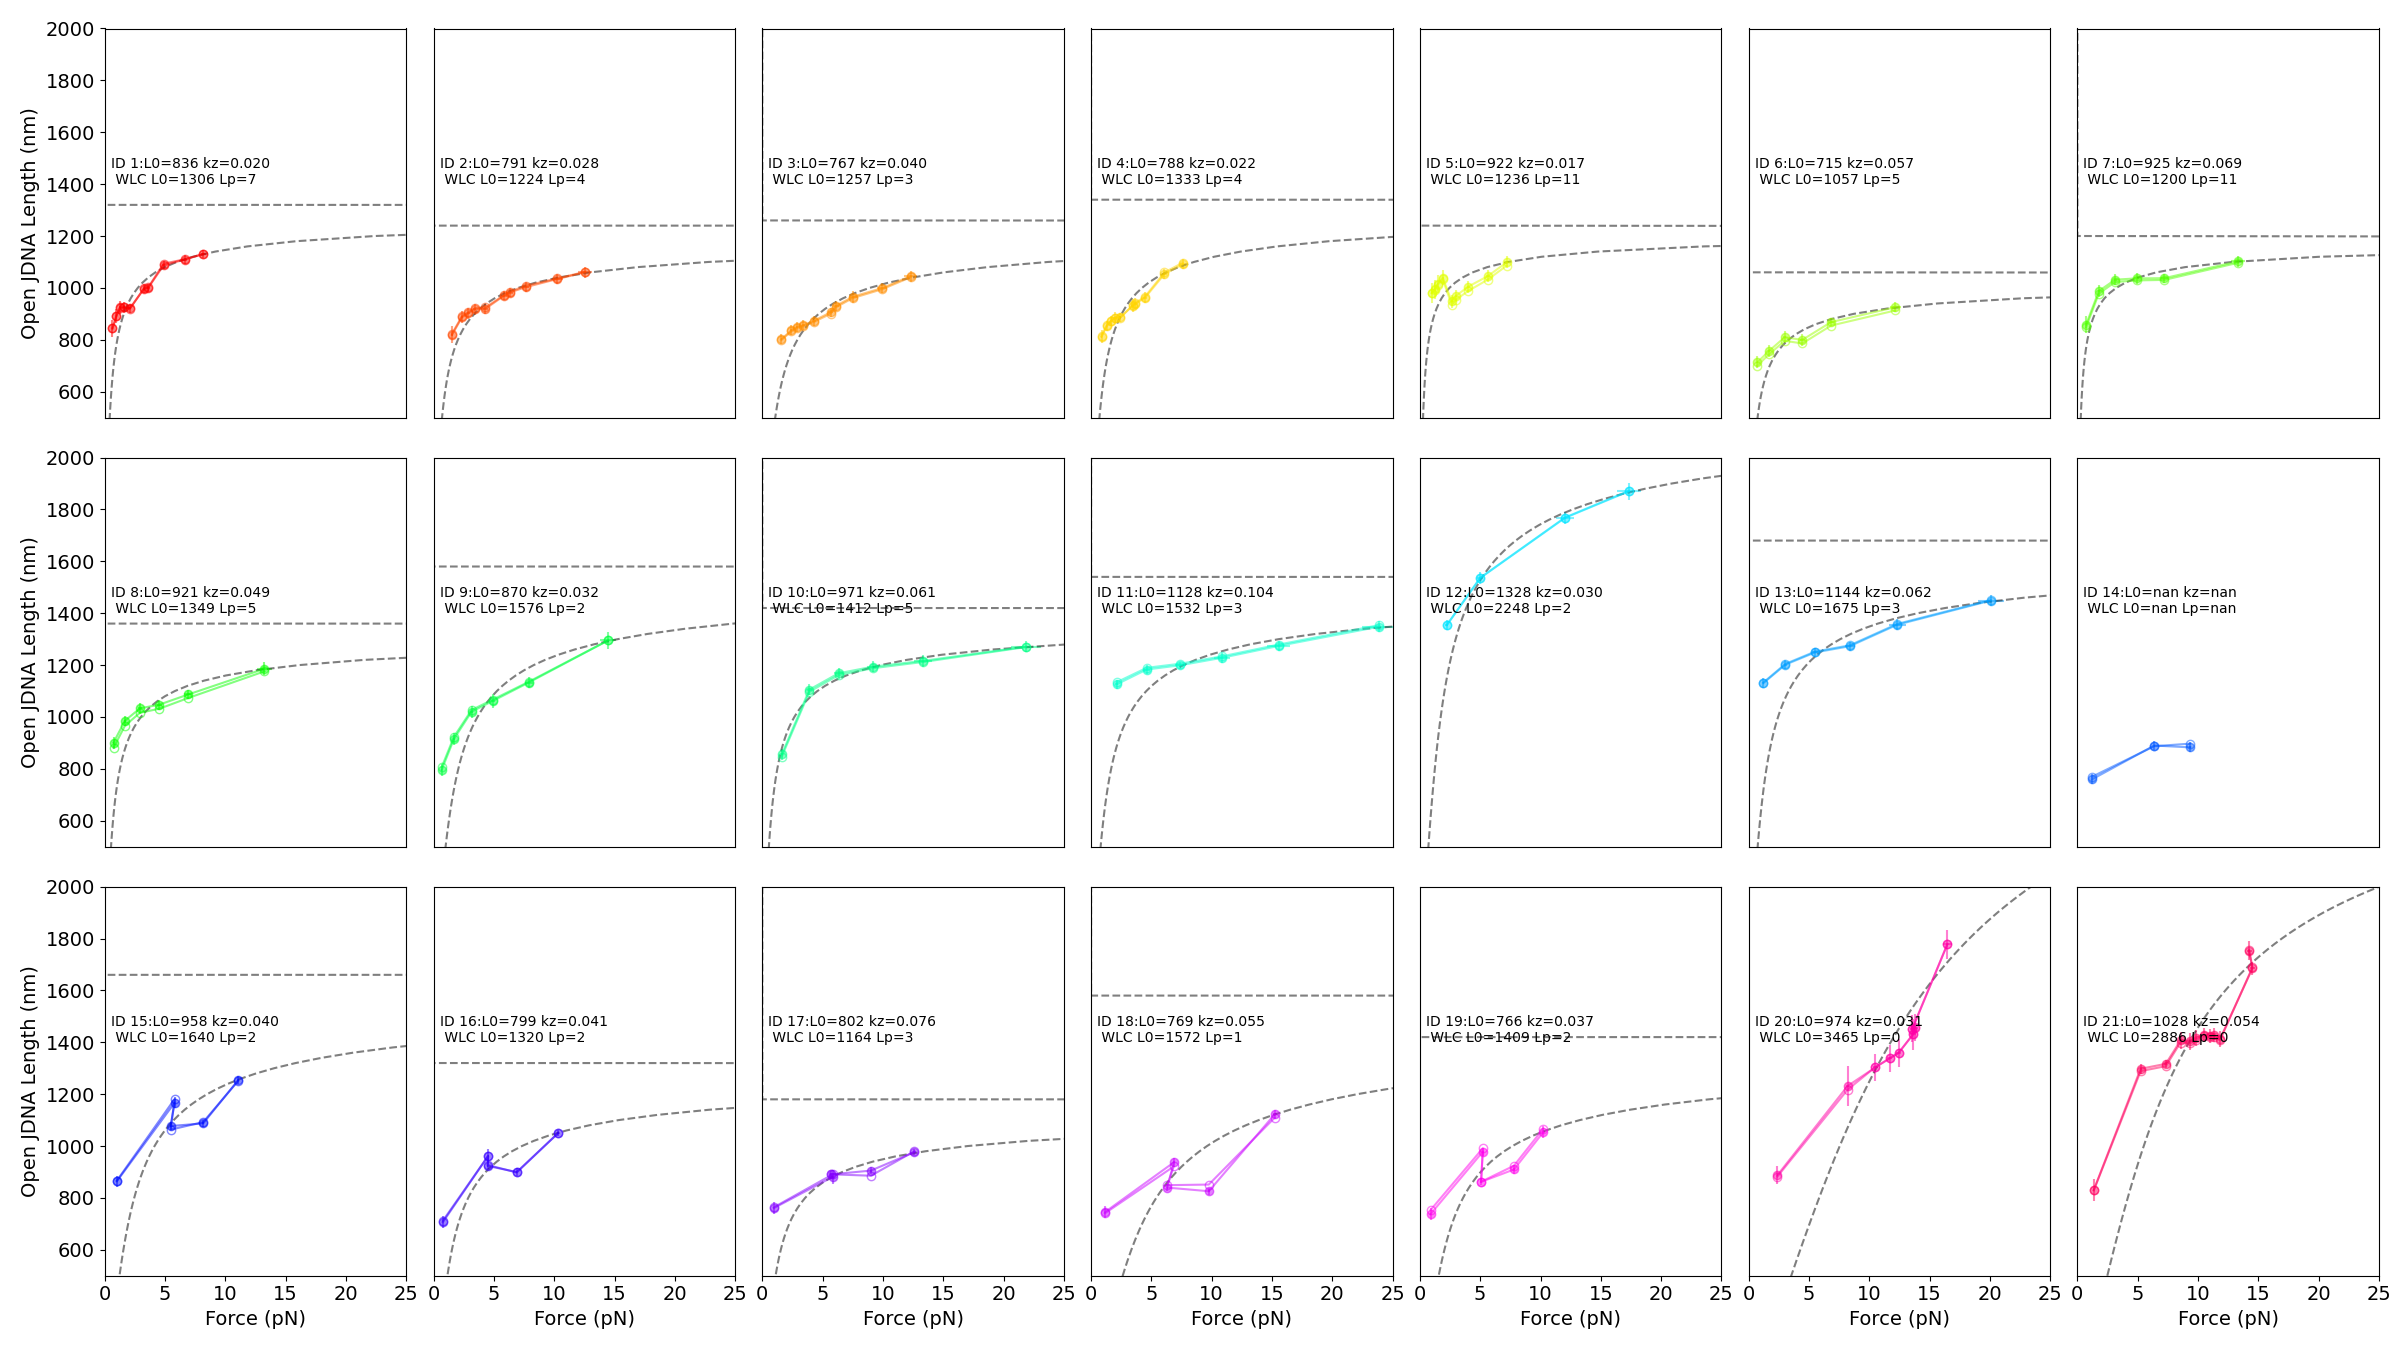 2000
1800
1600
1400
1200
1000
800
600
Open JDNA Length (nm)
ID 1:L0=836 kz=0.020
WLC L0=1306 Lp=7
ID 2:L0=791 kz=0.028
WLC L0=1224 Lp=4
ID 3:L0=767 kz=0.040
WLC L0=1257 Lp=3
ID 4:L0=788 kz=0.022
WLC L0=1333 Lp=4
ID 5:L0=922 kz=0.017
WLC L0=1236 Lp=11
ID 6:L0=715 kz=0.057
WLC L0=1057 Lp=5
ID 7:L0=925 kz=0.069
WLC L0=1200 Lp=11
2000
1800
1600
1400
1200
1000
800
600
Open JDNA Length (nm)
ID 8:L0=921 kz=0.049
WLC L0=1349 Lp=5
ID 9:L0=870 kz=0.032
WLC L0=1576 Lp=2
ID 10:L0=971 kz=0.061
WLC L0=1412 Lp=5
ID 11:L0=1128 kz=0.104
WLC L0=1532 Lp=3
ID 12:L0=1328 kz=0.030
WLC L0=2248 Lp=2
ID 13:L0=1144 kz=0.062
WLC L0=1675 Lp=3
ID 14:L0=nan kz=nan
WLC L0=nan Lp=nan
2000
1800
1600
1400
1200
1000
800
600
Open JDNA Length (nm)
ID 15:L0=958 kz=0.040
WLC L0=1640 Lp=2
ID 16:L0=799 kz=0.041
WLC L0=1320 Lp=2
ID 17:L0=802 kz=0.076
WLC L0=1164 Lp=3
ID 18:L0=769 kz=0.055
WLC L0=1572 Lp=1
ID 19:L0=766 kz=0.037
WLC L0=1409 Lp=2
ID 20:L0=974 kz=0.031
WLC L0=3465 Lp=0
ID 21:L0=1028 kz=0.054
WLC L0=2886 Lp=0
0 5 10 15 20 25
0 5 10 15 20 25
0 5 10 15 20 25
0 5 10 15 20 25
0 5 10 15 20 25
0 5 10 15 20 25
0 5 10 15 20 25
Force (pN)
Force (pN)
Force (pN)
Force (pN)
Force (pN)
Force (pN)
Force (pN)